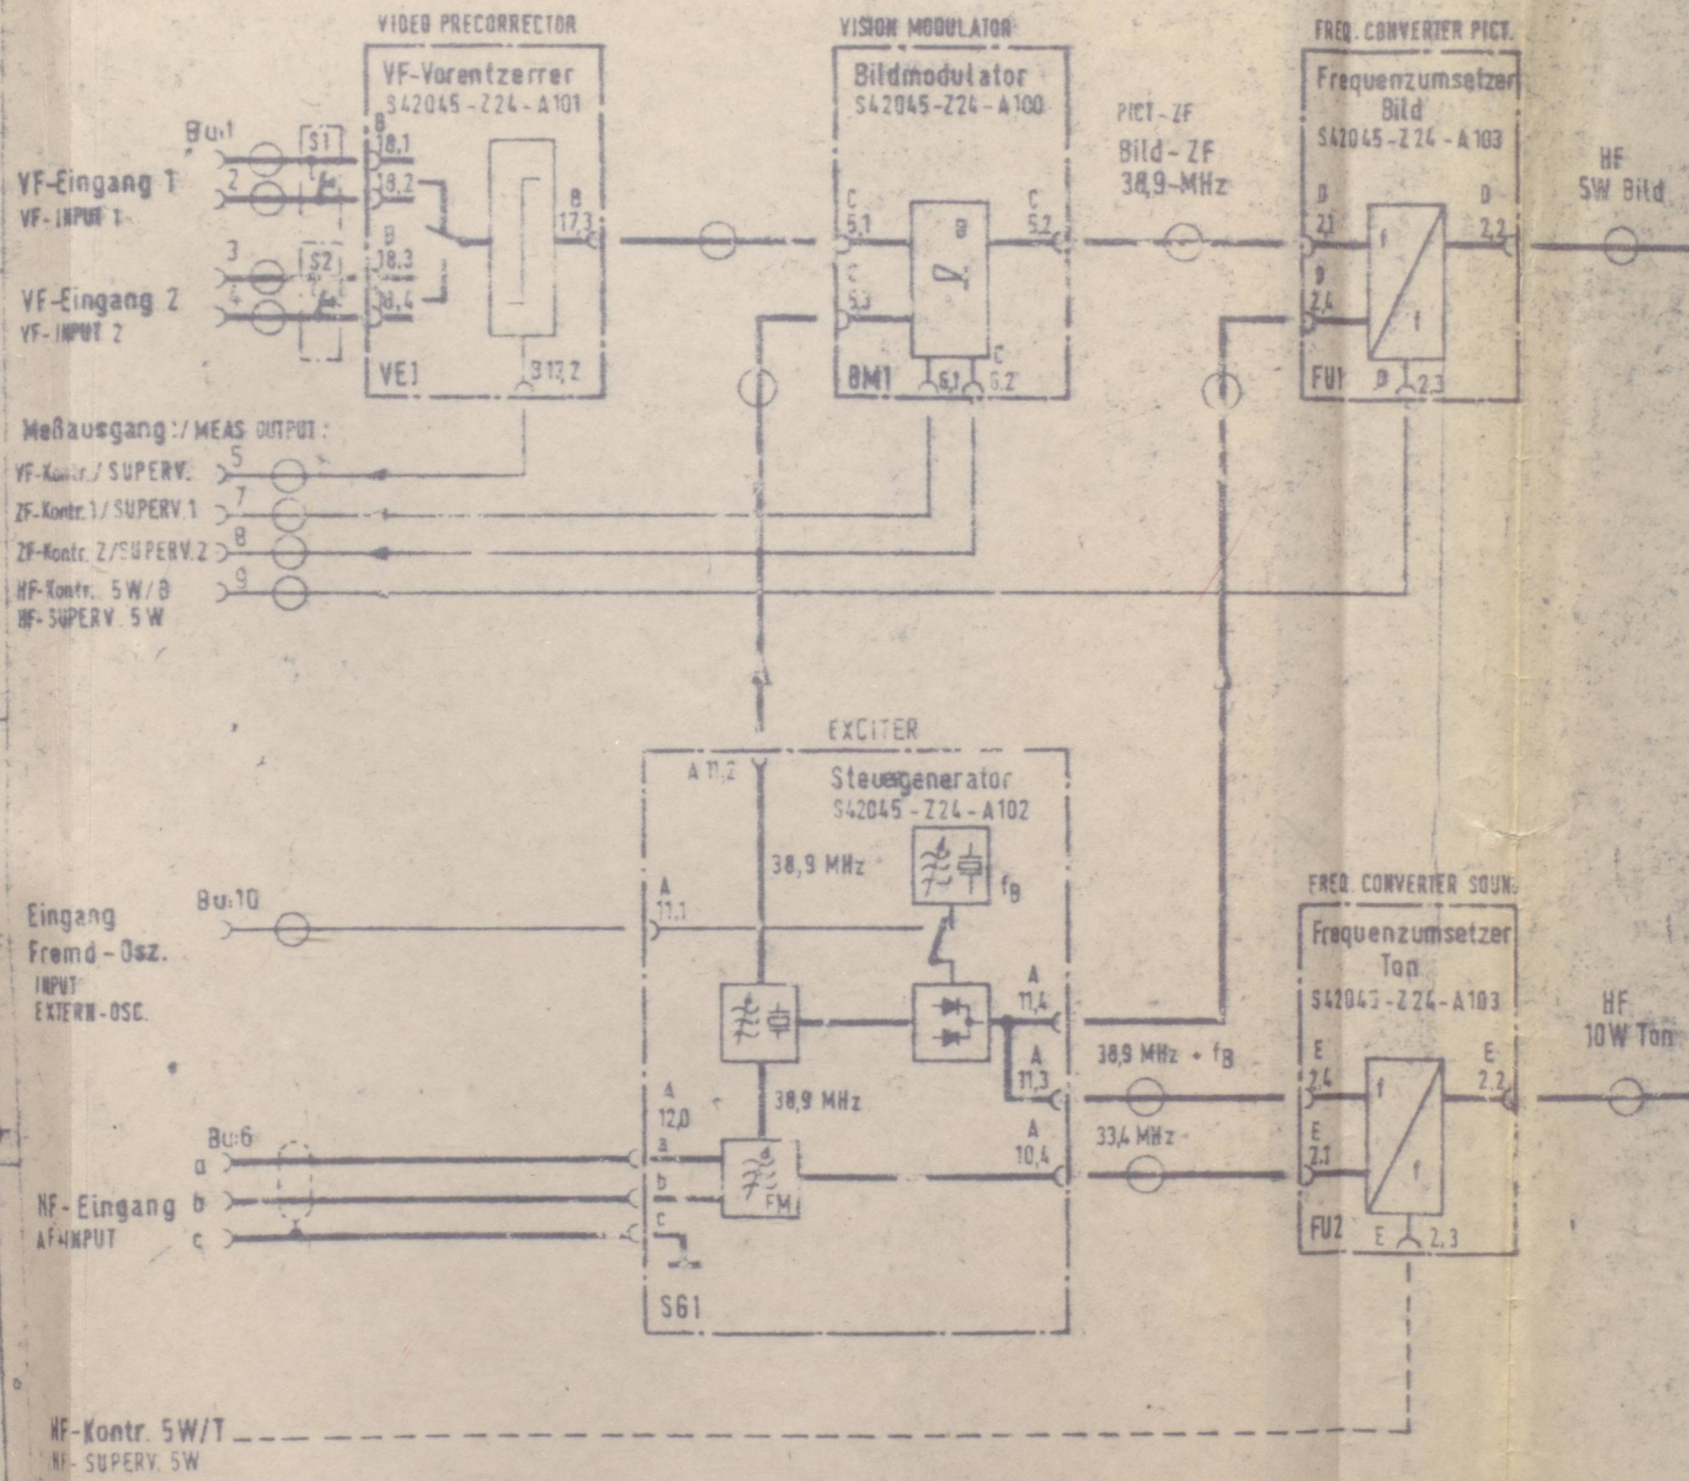 VIDEO PRECORRECTOR
VF-Vorentzerrer
S42045-Z24-A101
Bu:1
S1
B
18,1
2
18,2
VF-Eingang 1
VF-INPUT 1
B
17,3
3
S2
B
18,3
4
18,4
VF-Eingang 2
VF-INPUT 2
VE1
B 17,2
VISION MODULATOR
Bildmodulator
S42045-Z24-A100
C
5,1
C
5,2
C
5,3
BM1
6,1
C
6,2
PICT-ZF
Bild-ZF
38,9-MHz
FREQ. CONVERTER PICT.
Frequenzumsetzer
Bild
S42045-Z24-A103
D
2,1
D
2,2
D
2,4
f
f
FU1
D
2,3
HF
5W Bild
Meßausgang:/MEAS OUTPUT:
VF-Kontr./SUPERV.
5
ZF-Kontr.1/SUPERV.1
7
ZF-Kontr. 2/SUPERV.2
8
HF-Kontr. 5W/B
9
HF-SUPERV. 5W
EXCITER
A 11,2
Steuergenerator
S42045-Z24-A102
38,9 MHz
fB
Eingang
Fremd-Osz.
INPUT
EXTERN-OSC.
Bu:10
A
11,1
A
11,4
A
11,3
38,9 MHz + fB
38,9 MHz
A
12,0
A
10,4
33,4 MHz
Bu:6
a
a
NF-Eingang
b
b
AF-INPUT
c
c
FM
SG1
FREQ. CONVERTER SOUN.
Frequenzumsetzer
Ton
S42045-Z24-A103
E
2,4
E
2,2
E
2,1
f
f
FU2
E
2,3
HF
10W Ton
HF-Kontr. 5W/T
HF-SUPERV. 5W